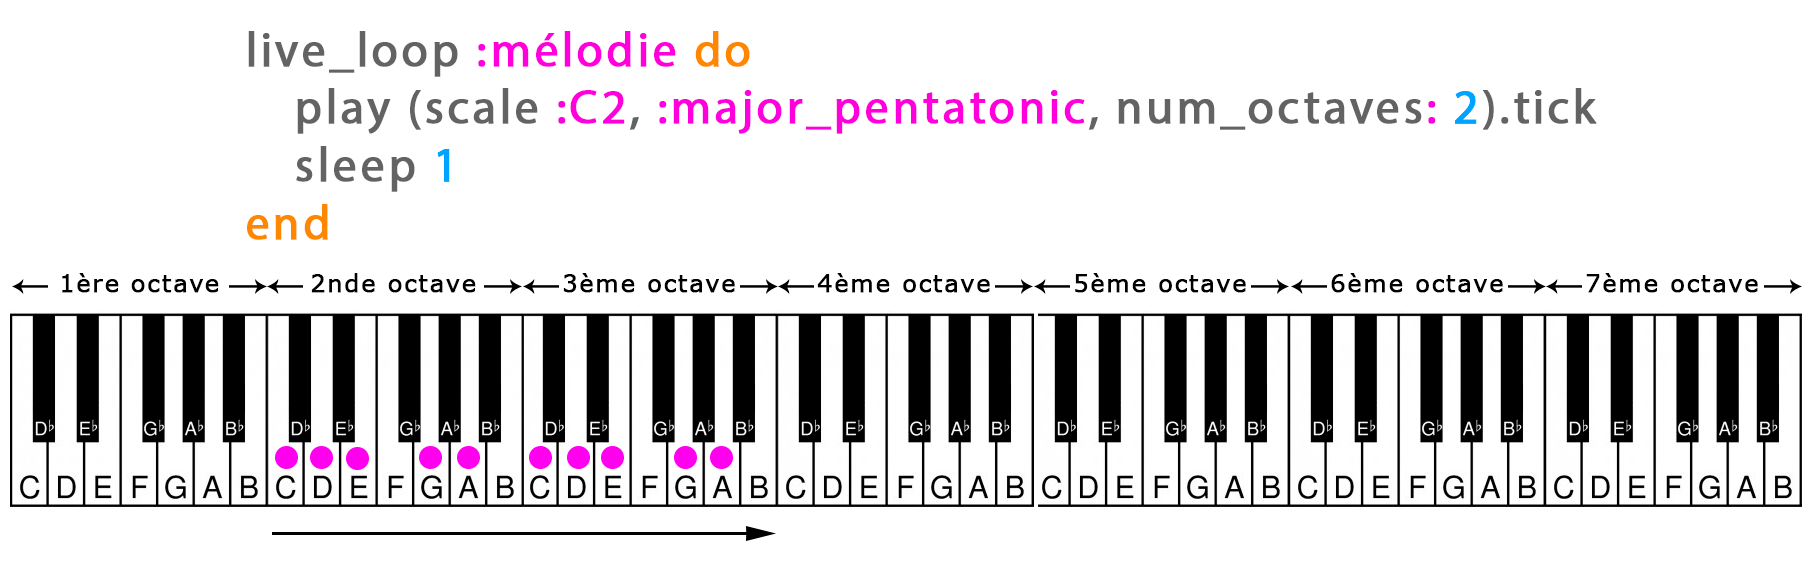 live_loop :mélodie do
play (scale :C2, :major_pentatonic, num_octaves: 2).tick
sleep 1
end
1ère octave 2nde octave 3ème octave 4ème octave 5ème octave 6ème octave 7ème octave
D♭ E♭ G♭ A♭ B♭ D♭ E♭ G♭ A♭ B♭ D♭ E♭ G♭ A♭ B♭ D♭ E♭ G♭ A♭ B♭ D♭ E♭ G♭ A♭ B♭ D♭ E♭ G♭ A♭ B♭ D♭ E♭ G♭ A♭ B♭
C D E F G A B C D E F G A B C D E F G A B C D E F G A B C D E F G A B C D E F G A B C D E F G A B